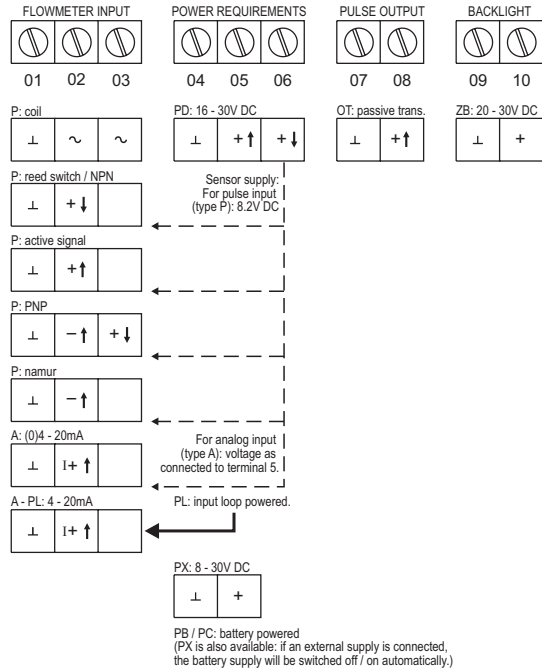 FLOWMETER INPUT POWER REQUIREMENTS PULSE OUTPUT BACKLIGHT
01 02 03 04 05 06 07 08 09 10
P: coil PD: 16 - 30V DC OT: passive trans. ZB: 20 - 30V DC
⊥ ~ ~ ⊥ +↑ +↓ ⊥ +↑ ⊥ +
P: reed switch / NPN
⊥ +↓
Sensor supply:
For pulse input
(type P): 8.2V DC
P: active signal
⊥ +↑
P: PNP
⊥ −↑ +↓
P: namur
⊥ −↑
A: (0)4 - 20mA
⊥ I+ ↑
For analog input
(type A): voltage as
connected to terminal 5.
A - PL: 4 - 20mA PL: input loop powered.
⊥ I+ ↑
PX: 8 - 30V DC
⊥ +
PB / PC: battery powered
(PX is also available: if an external supply is connected,
the battery supply will be switched off / on automatically.)